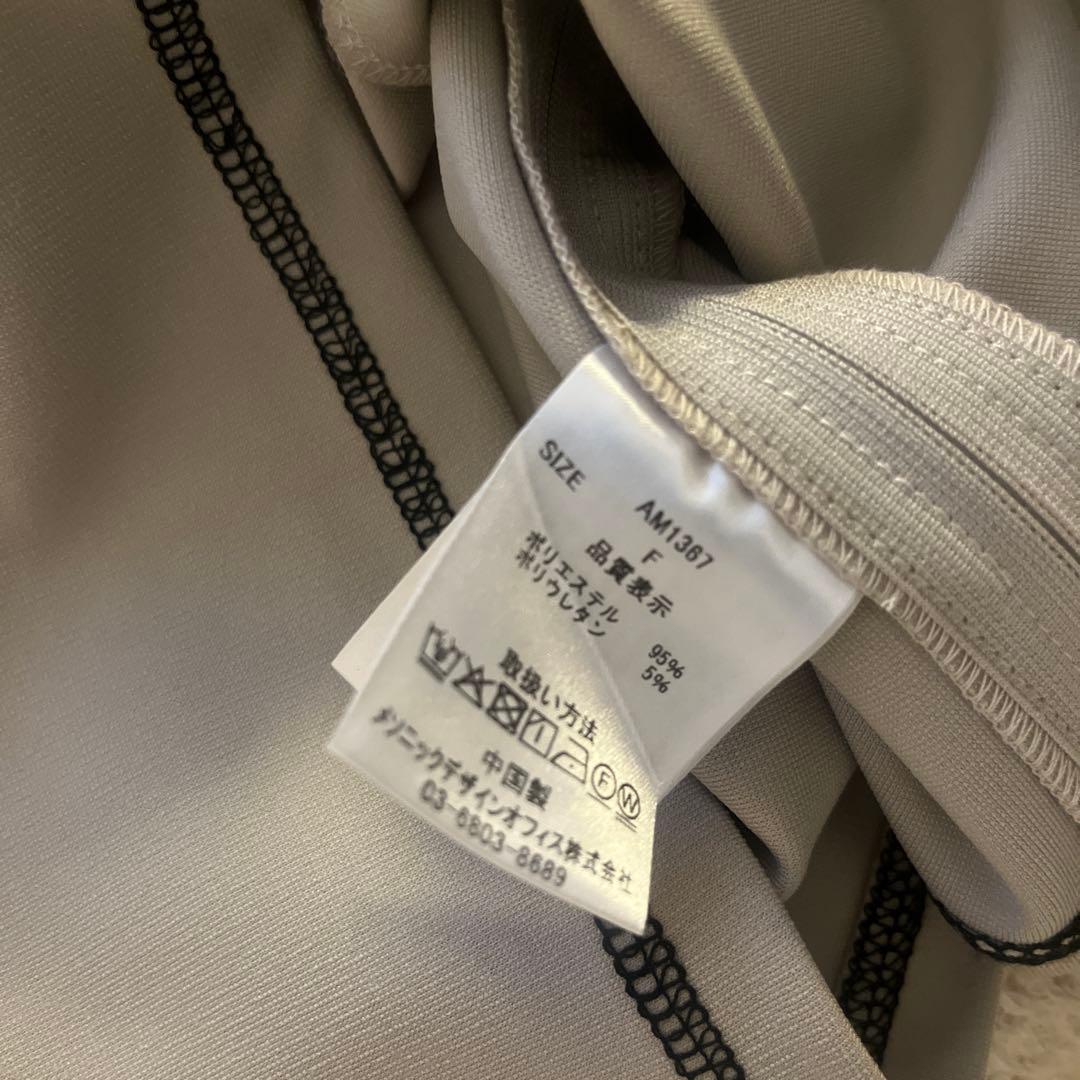 AM1367
SIZE F
品質表示
ポリエステル 95%
ポリウレタン 5%
取扱い方法
F W
中国製
メソニックデザインオフィス株式会社
03-6803-8689